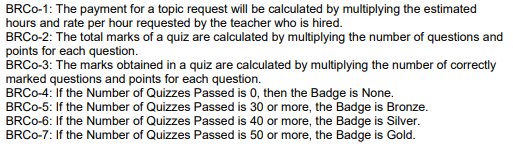 BRCo-1: The payment for a topic request will be calculated by multiplying the estimated
hours and rate per hour requested by the teacher who is hired.
BRCo-2: The total marks of a quiz are calculated by multiplying the number of questions and
points for each question.
BRCo-3: The marks obtained in a quiz are calculated by multiplying the number of correctly
marked questions and points for each question.
BRCo-4: If the Number of Quizzes Passed is 0, then the Badge is None.
BRCo-5: If the Number of Quizzes Passed is 30 or more, the Badge is Bronze.
BRCo-6: If the Number of Quizzes Passed is 40 or more, the Badge is Silver.
BRCo-7: If the Number of Quizzes Passed is 50 or more, the Badge is Gold.